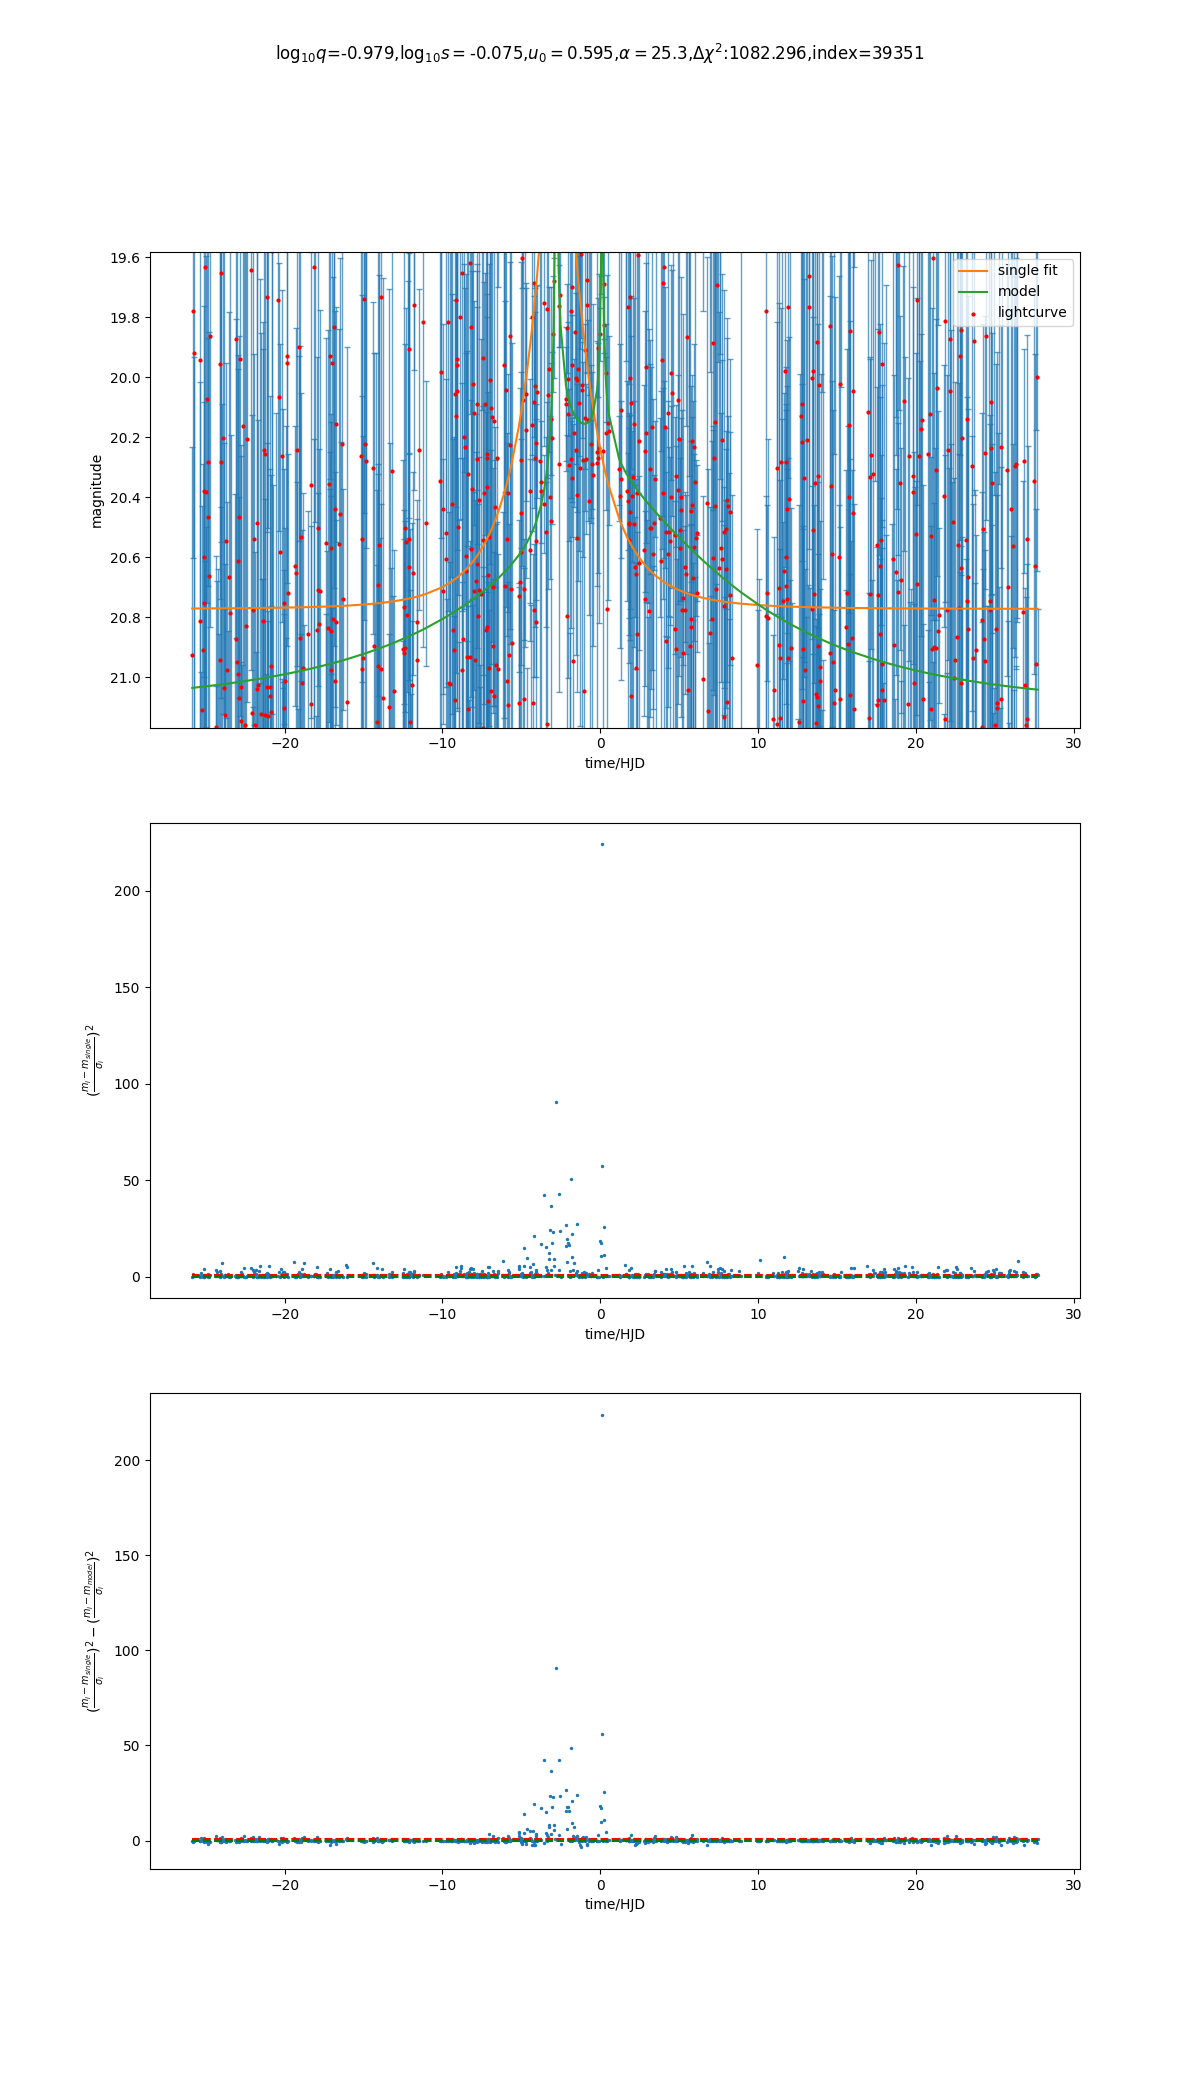 log₁₀q=-0.979,log₁₀s = -0.075,u₀ = 0.595,α = 25.3,Δχ²:1082.296,index=39351
19.6
19.8
20.0
20.2
20.4
20.6
20.8
21.0
magnitude
single fit
model
lightcurve
−20 −10 0 10 20 30
time/HJD
200
150
100
50
0
(mᵢ − m_single / σᵢ)²
−20 −10 0 10 20 30
time/HJD
200
150
100
50
0
(mᵢ − m_single / σᵢ)² − (mᵢ − m_model / σᵢ)²
−20 −10 0 10 20 30
time/HJD